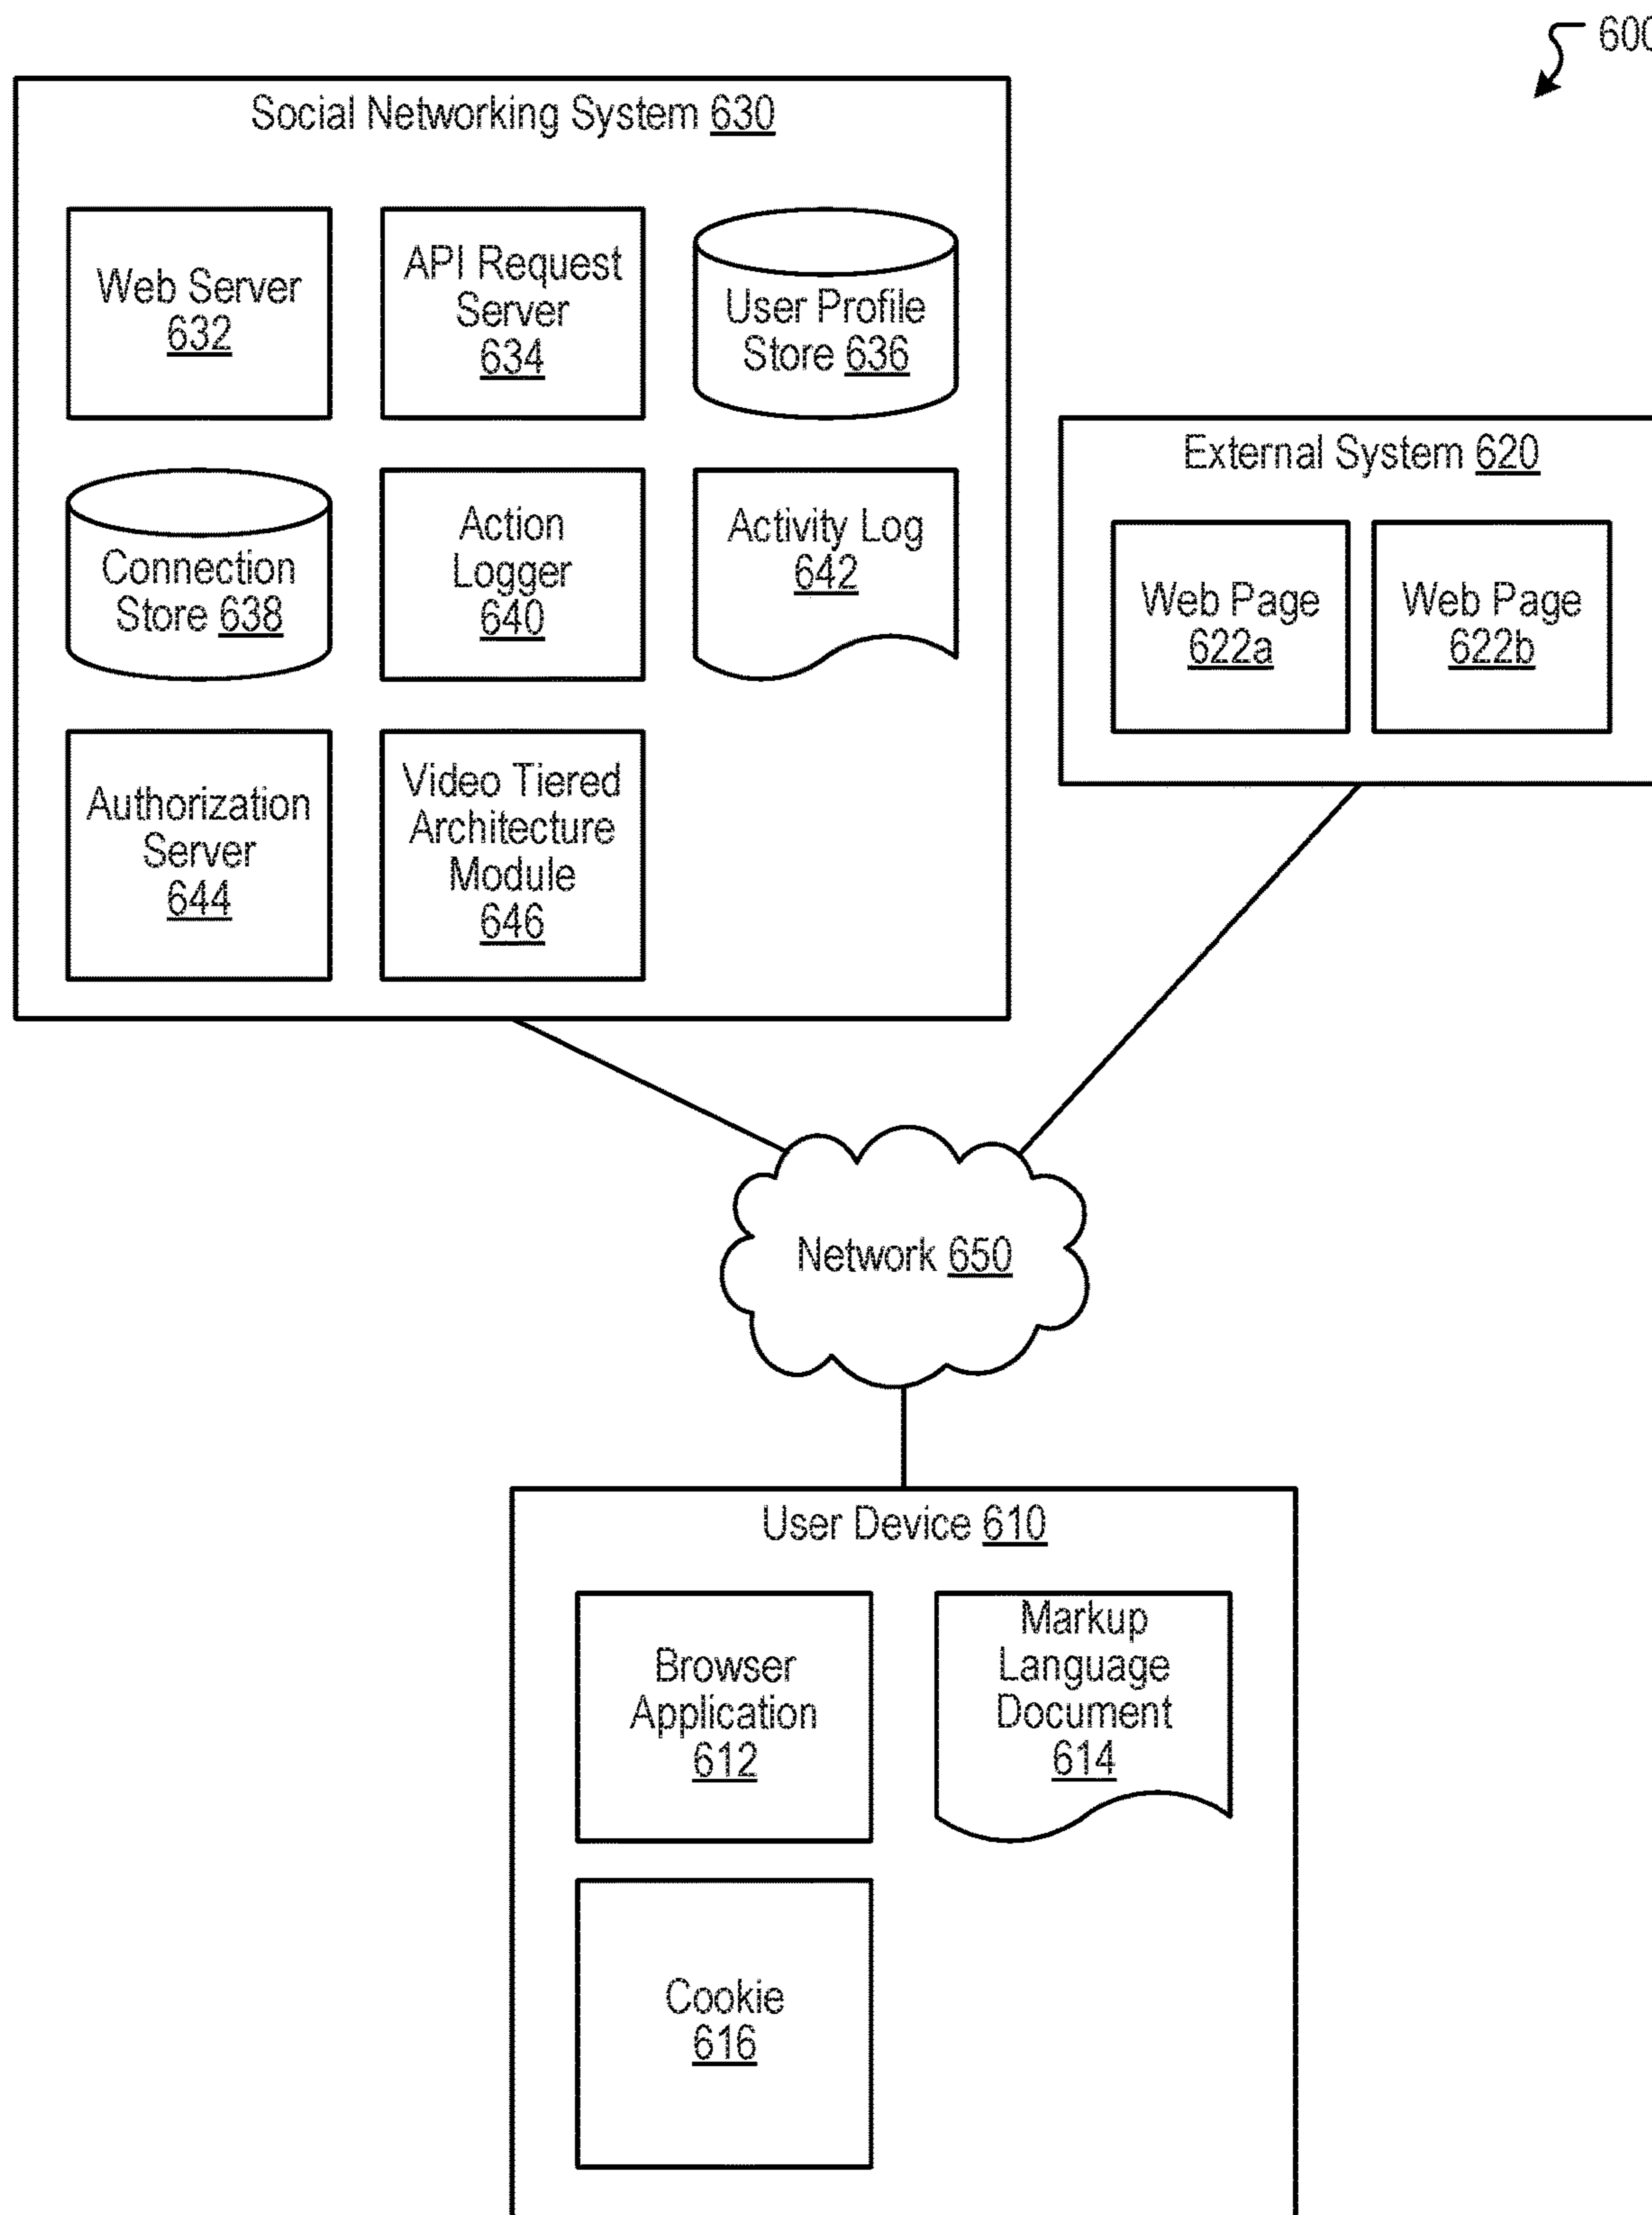 600
Social Networking System 630
Web Server
632
API Request
Server
634
User Profile
Store 636
Connection
Store 638
Action
Logger
640
Activity Log
642
Authorization
Server
644
Video Tiered
Architecture
Module
646
External System 620
Web Page
622a
Web Page
622b
Network 650
User Device 610
Browser
Application
612
Markup
Language
Document
614
Cookie
616